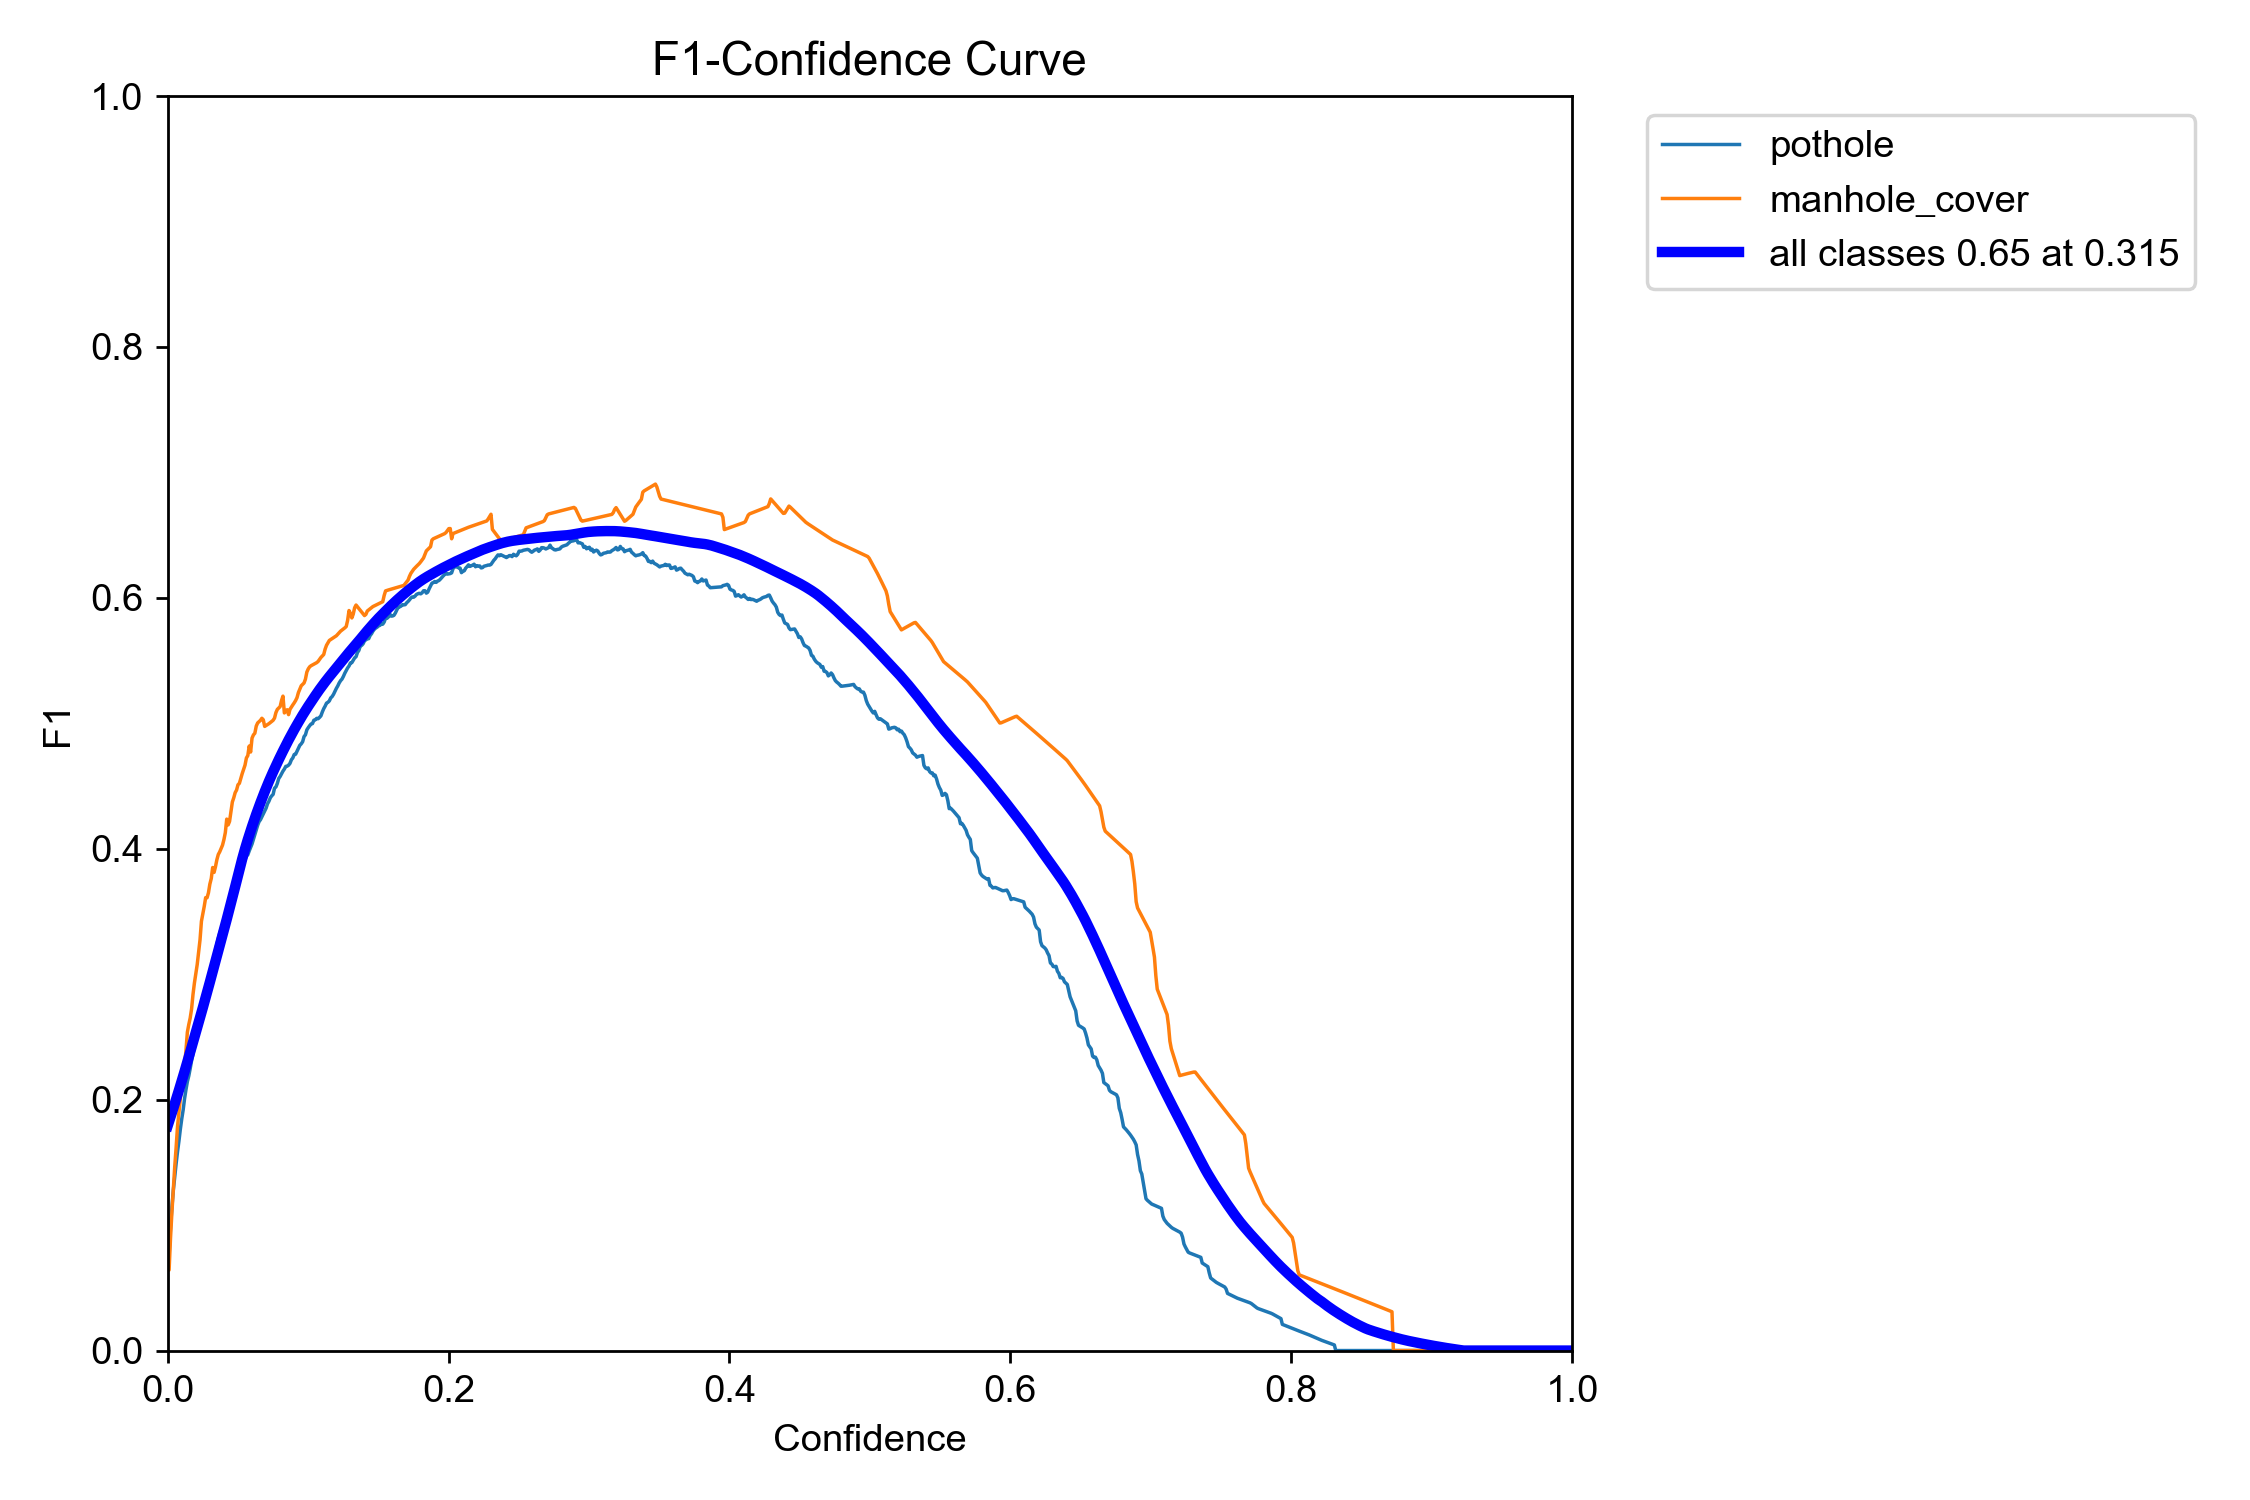 F1-Confidence Curve
1.0
0.8
0.6
0.4
0.2
0.0
F1
0.0 0.2 0.4 0.6 0.8 1.0
Confidence
pothole
manhole_cover
all classes 0.65 at 0.315